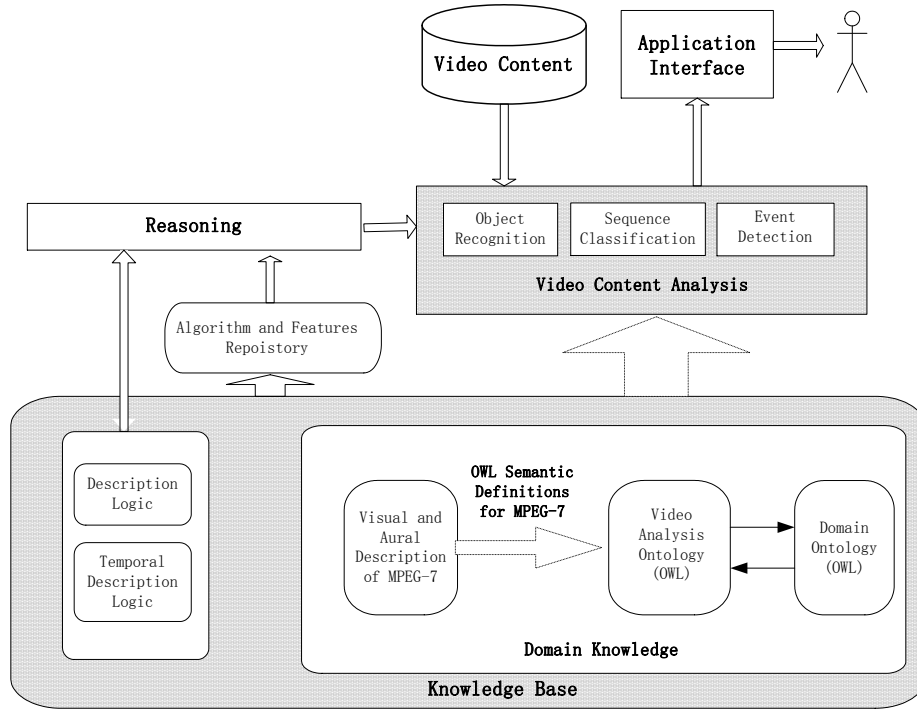 Video Content
Application
Interface
Reasoning
Object
Recognition
Sequence
Classification
Event
Detection
Video Content Analysis
Algorithm and Features
Repoistory
Description
Logic
Temporal
Description
Logic
OWL Semantic
Definitions
for MPEG-7
Visual and
Aural
Description
of MPEG-7
Video
Analysis
Ontology
(OWL)
Domain
Ontology
(OWL)
Domain Knowledge
Knowledge Base